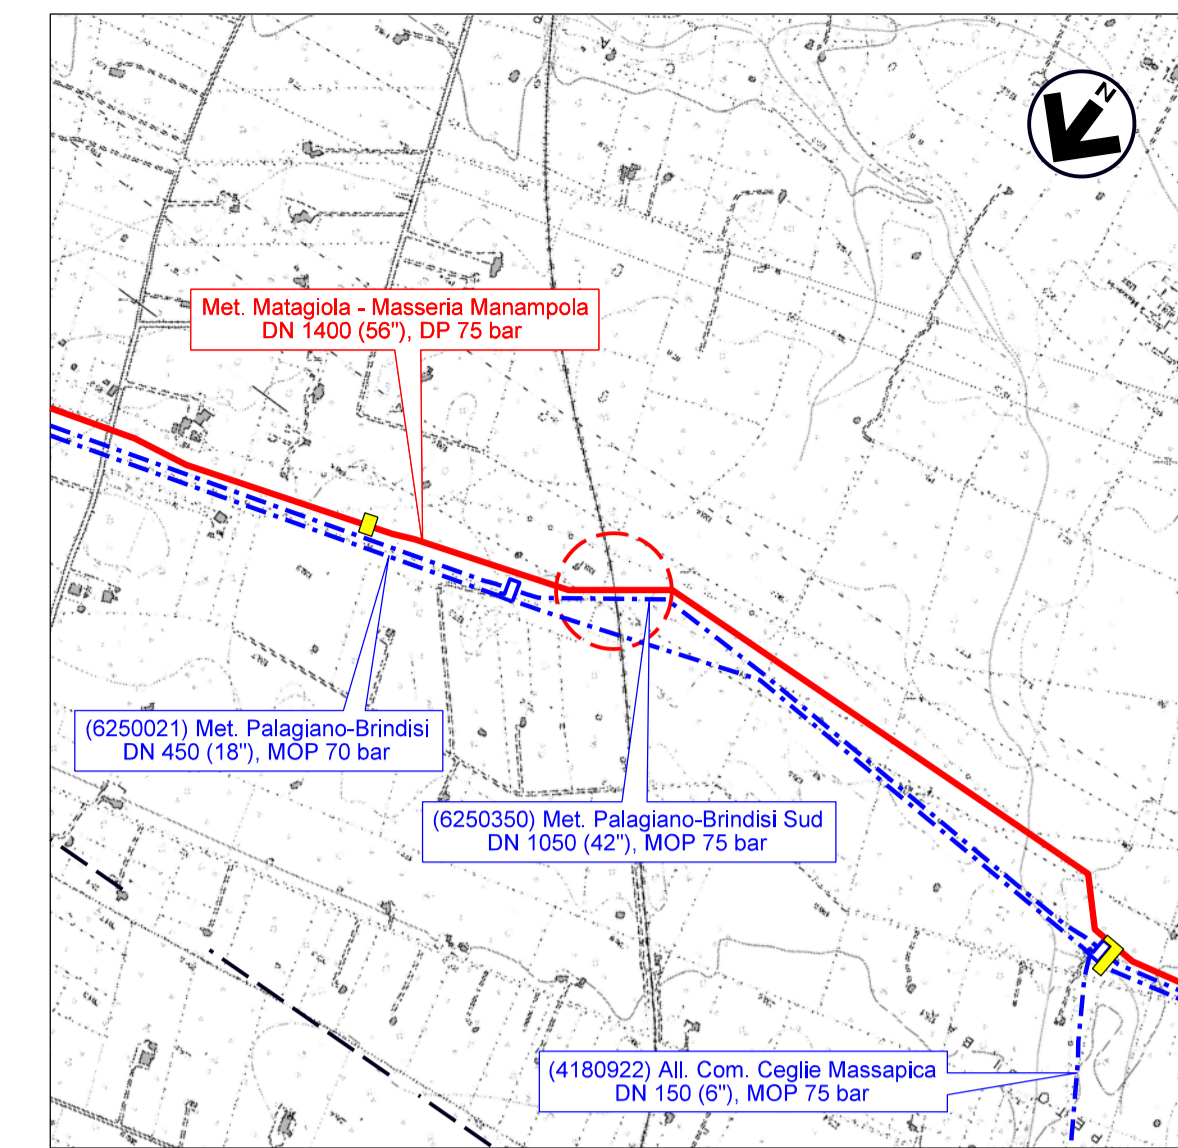 N
Met. Matagiola - Masseria Manampola
DN 1400 (56"), DP 75 bar
(6250021) Met. Palagiano-Brindisi
DN 450 (18"), MOP 70 bar
(6250350) Met. Palagiano-Brindisi Sud
DN 1050 (42"), MOP 75 bar
(4180922) All. Com. Ceglie Massapica
DN 150 (6"), MOP 75 bar